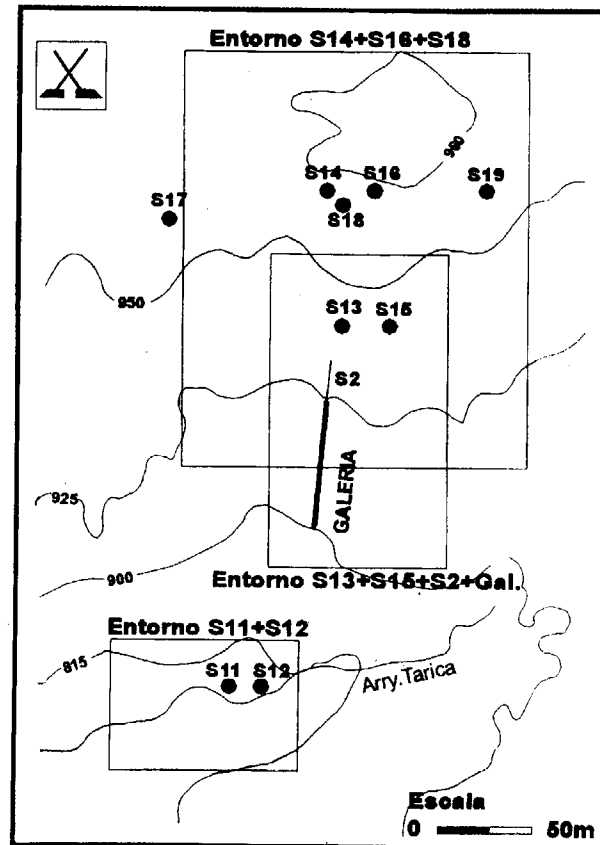 Entorno S14+S16+S18
980
S14
S16
S19
S17
S18
950
S13
S15
S2
GALERIA
925
900
Entorno S13+S15+S2+Gal.
Entorno S11+S12
815
S11
S12
Arry.Tarica
Escala
0 50m